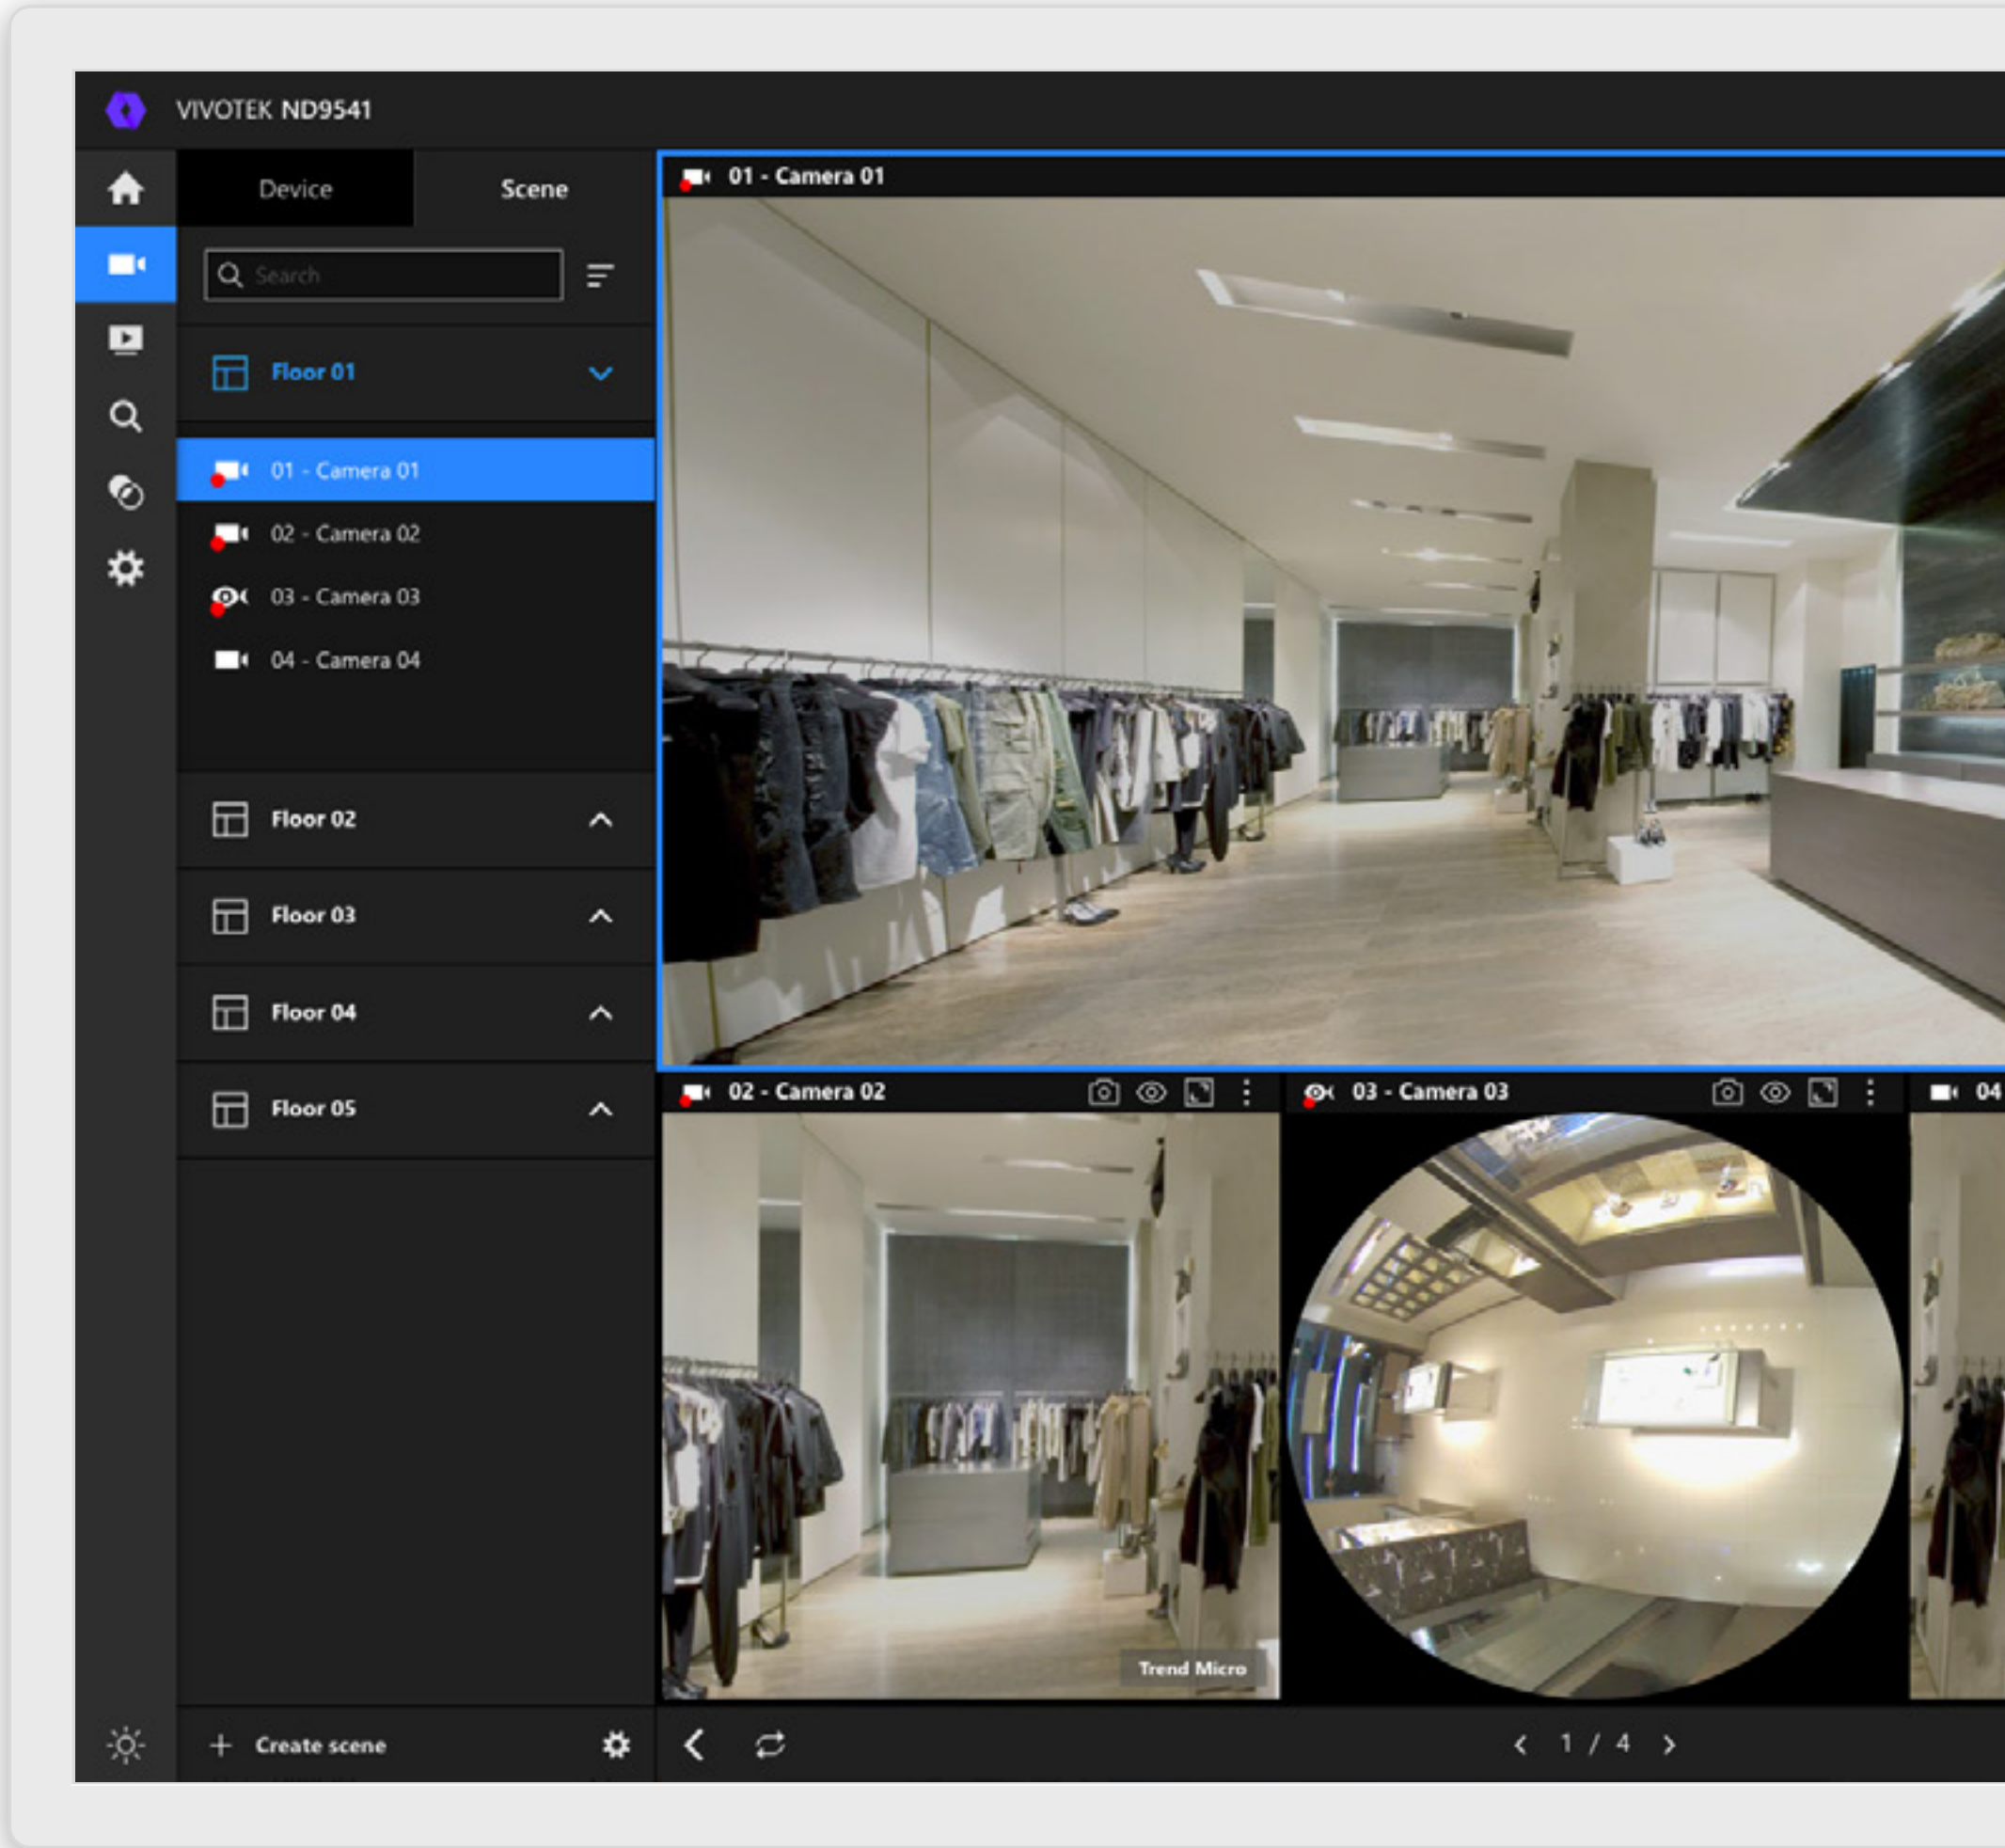 VIVOTEK ND9541
Device
Scene
Search
Floor 01
01 - Camera 01
02 - Camera 02
03 - Camera 03
04 - Camera 04
Floor 02
Floor 03
Floor 04
Floor 05
Create scene
01 - Camera 01
02 - Camera 02
03 - Camera 03
04
Trend Micro
1 / 4